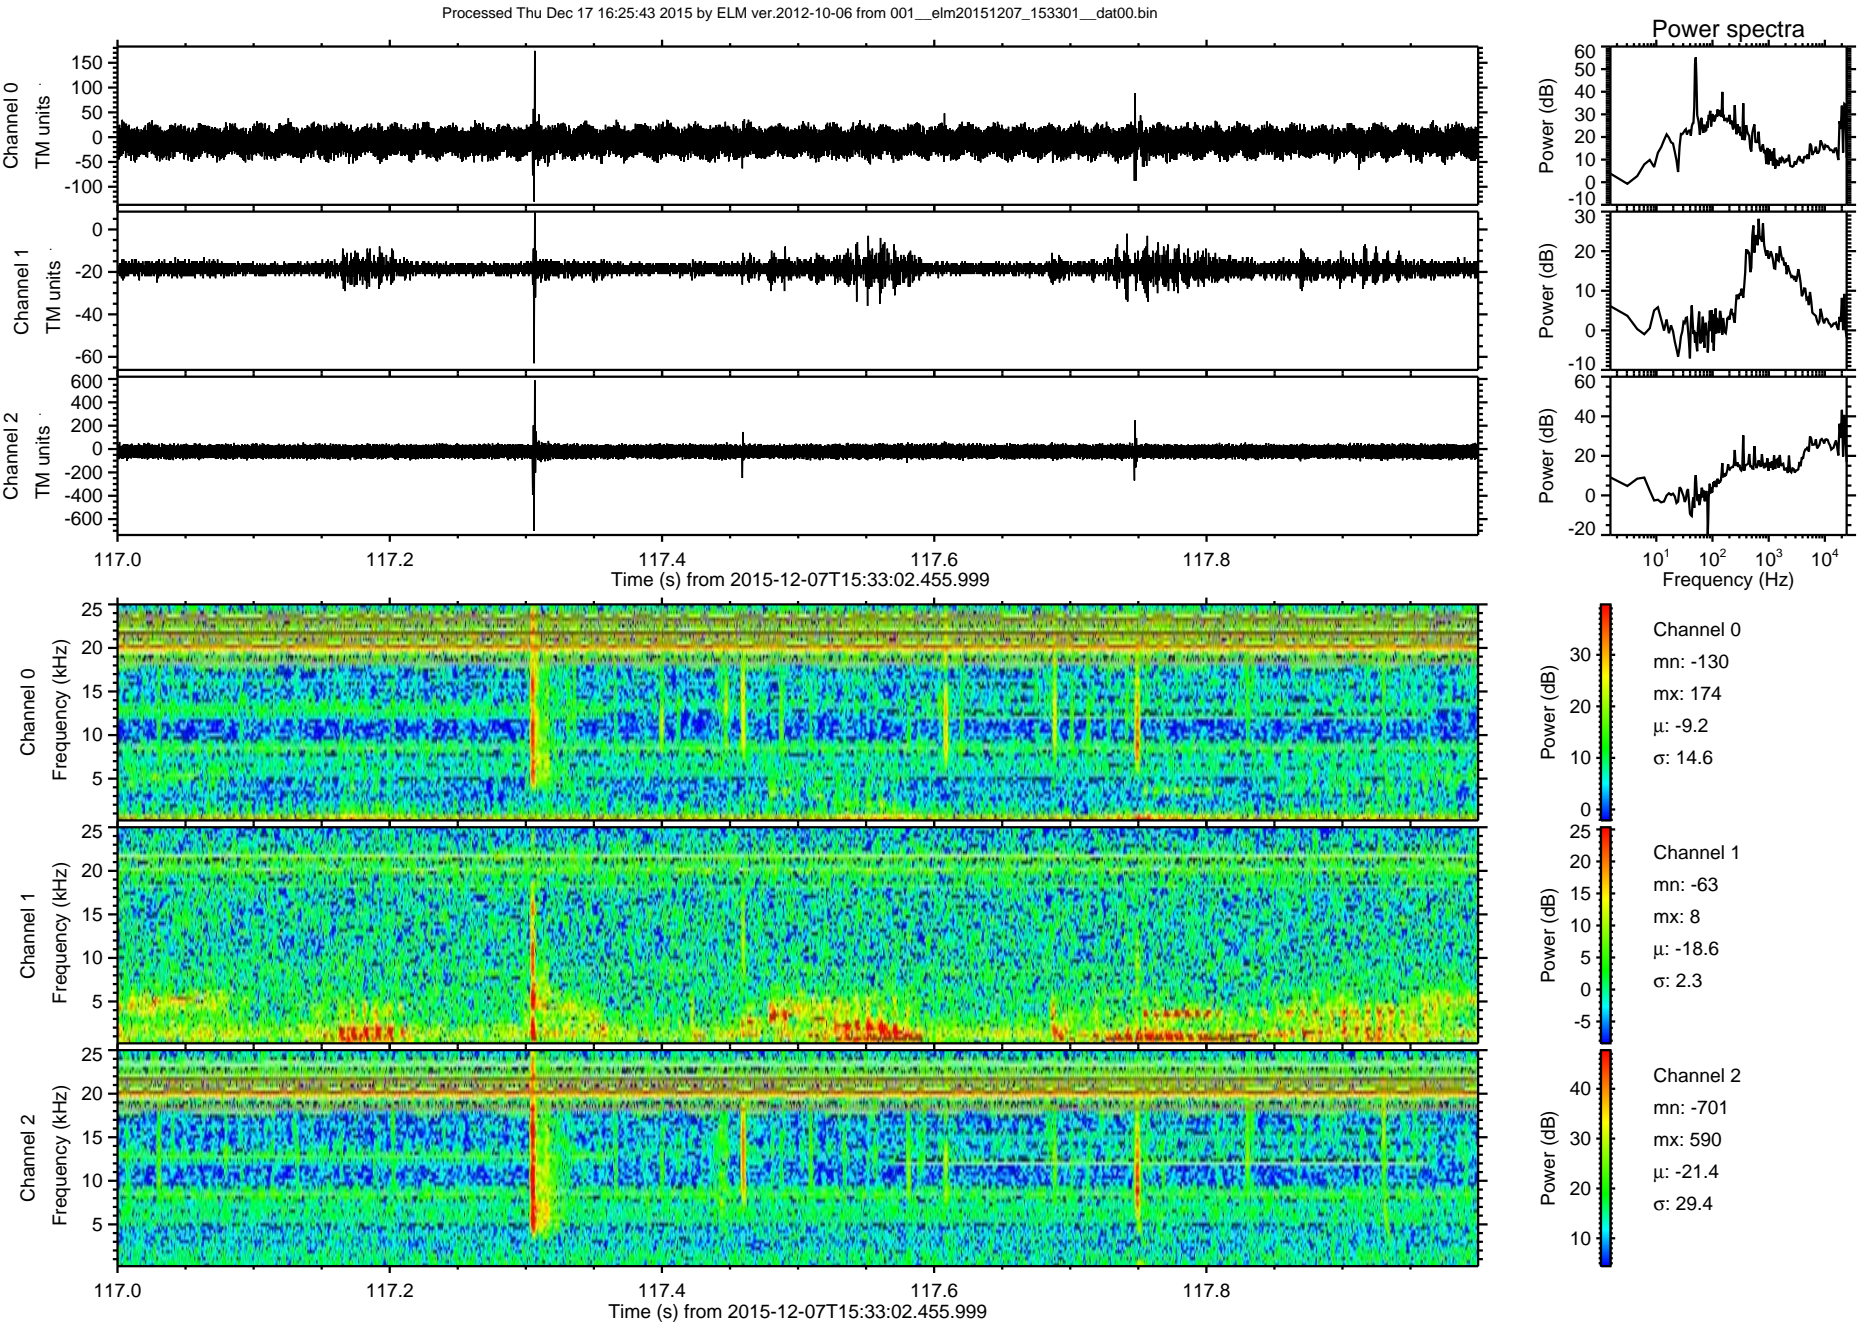 Processed Thu Dec 17 16:25:43 2015 by ELM ver.2012-10-06 from 001__elm20151207_153301__dat00.bin
Power spectra
Channel 0
TM units
150
100
50
0
-50
-100
Power (dB)
60
50
40
30
20
10
0
-10
Channel 1
TM units
0
-20
-40
-60
Power (dB)
30
20
10
0
-10
Channel 2
TM units
600
400
200
0
-200
-400
-600
Power (dB)
60
40
20
0
-20
117.0 117.2 117.4 117.6 117.8
Time (s) from 2015-12-07T15:33:02.455.999
10^1 10^2 10^3 10^4
Frequency (Hz)
Channel 0
Frequency (kHz)
25
20
15
10
5
Power (dB)
30
20
10
0
Channel 0
mn: -130
mx: 174
μ: -9.2
σ: 14.6
Channel 1
Frequency (kHz)
25
20
15
10
5
Power (dB)
25
20
15
10
5
0
-5
Channel 1
mn: -63
mx: 8
μ: -18.6
σ: 2.3
Channel 2
Frequency (kHz)
25
20
15
10
5
Power (dB)
40
30
20
10
Channel 2
mn: -701
mx: 590
μ: -21.4
σ: 29.4
117.0 117.2 117.4 117.6 117.8
Time (s) from 2015-12-07T15:33:02.455.999